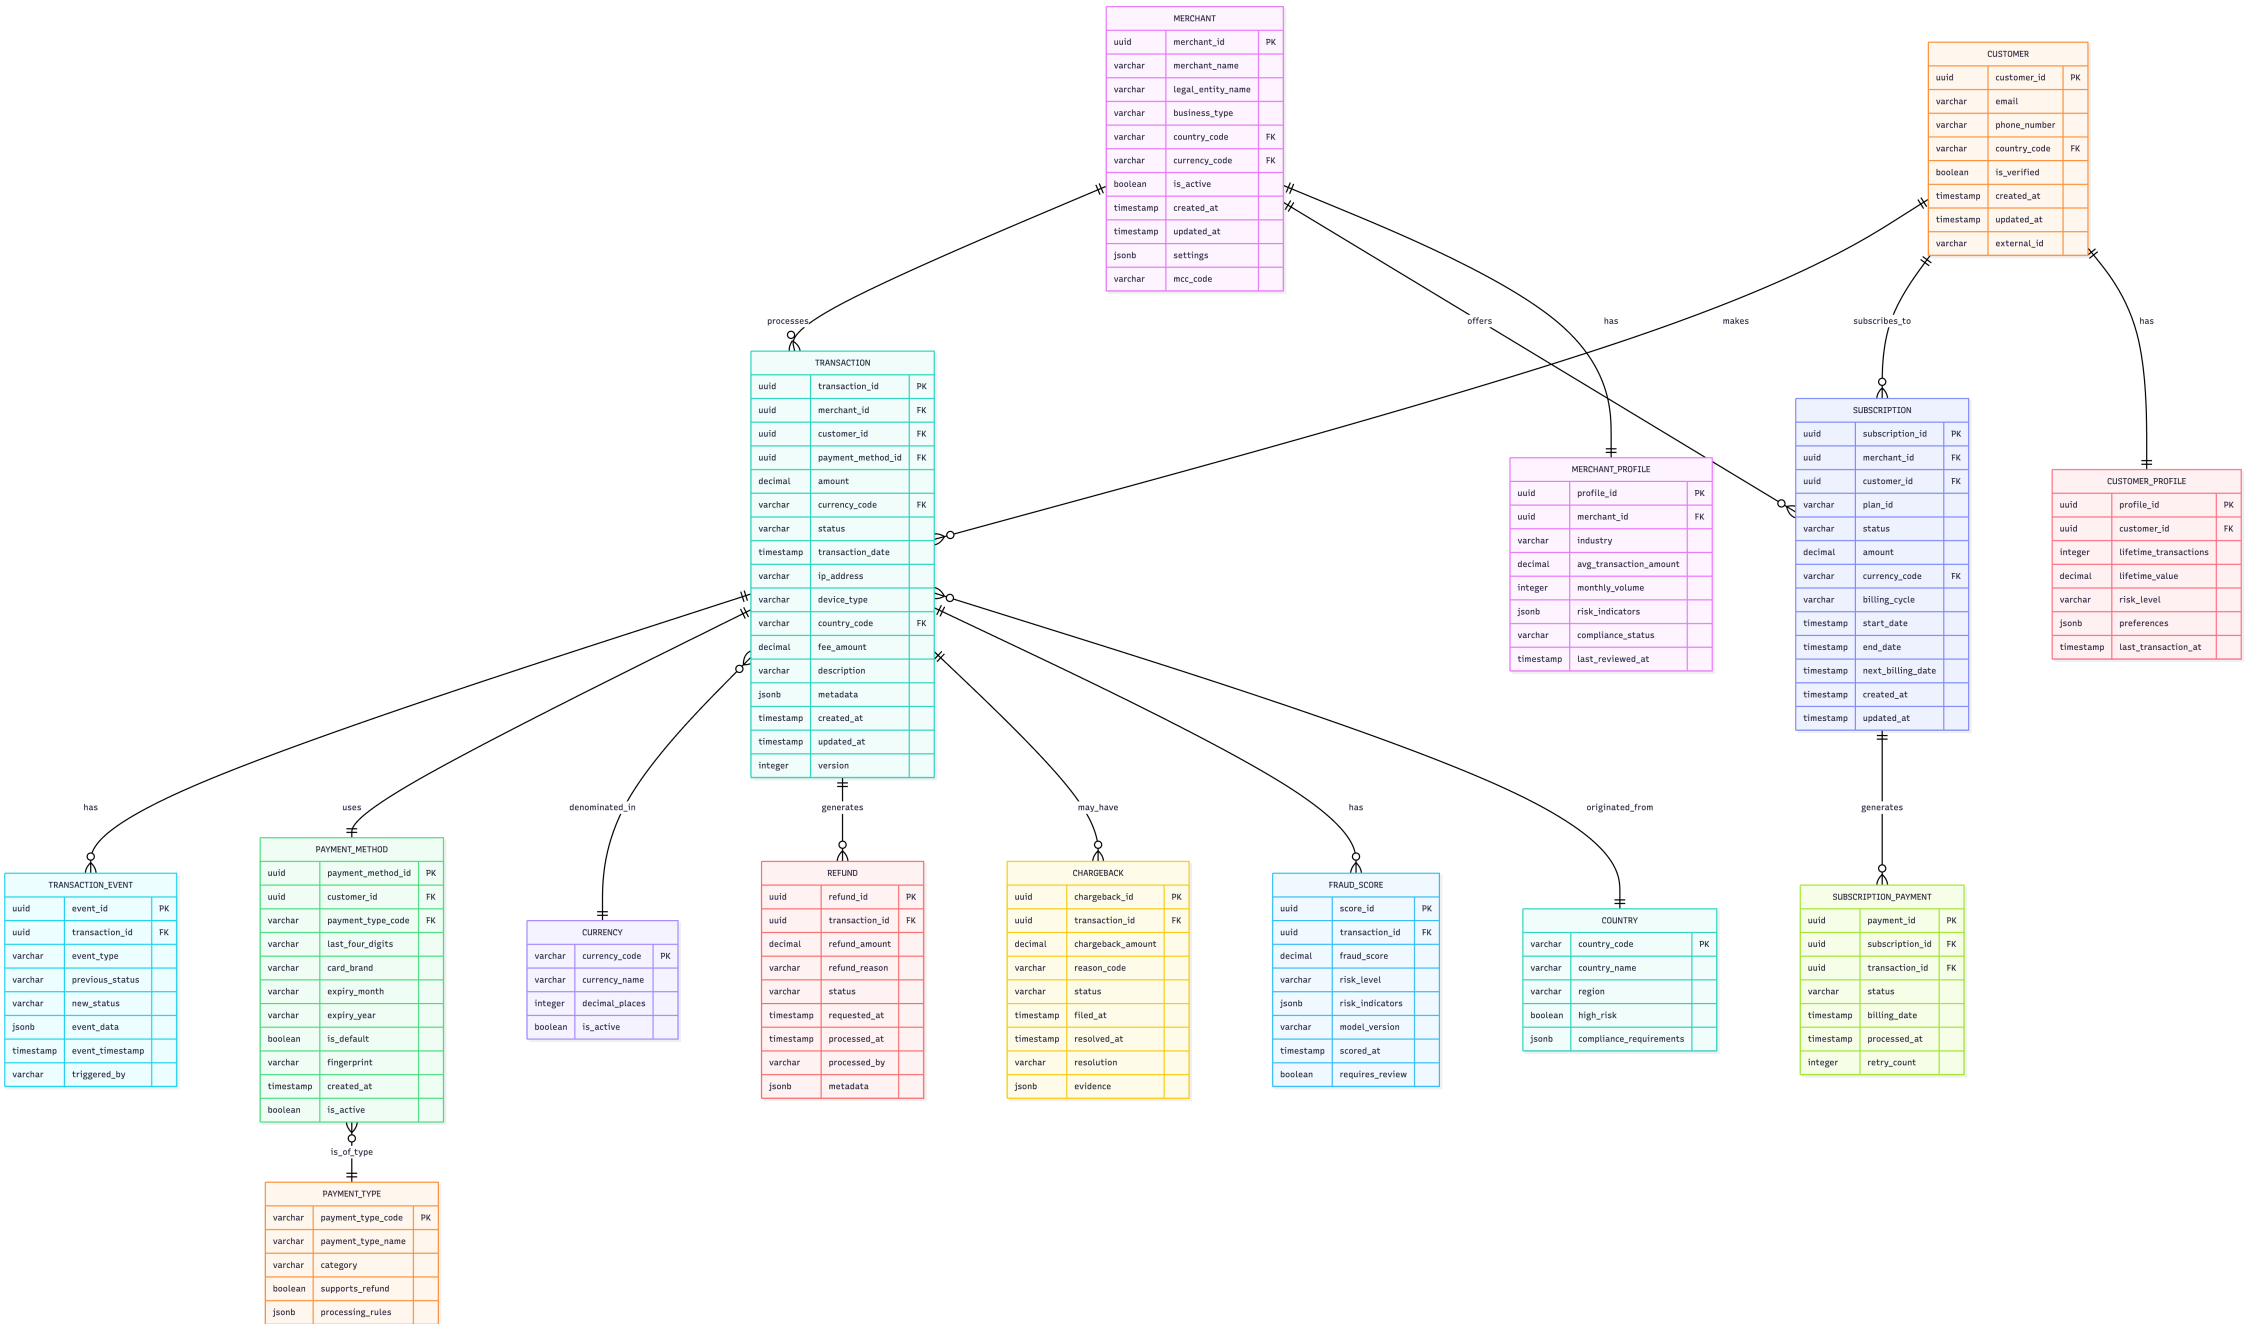 MERCHANT
uuid merchant_id PK
varchar merchant_name
varchar legal_entity_name
varchar business_type
varchar country_code FK
varchar currency_code FK
boolean is_active
timestamp created_at
timestamp updated_at
jsonb settings
varchar mcc_code
CUSTOMER
uuid customer_id PK
varchar email
varchar phone_number
varchar country_code FK
boolean is_verified
timestamp created_at
timestamp updated_at
varchar external_id
processes
offers
has
makes
subscribes_to
has
TRANSACTION
uuid transaction_id PK
uuid merchant_id FK
uuid customer_id FK
uuid payment_method_id FK
decimal amount
varchar currency_code FK
varchar status
timestamp transaction_date
varchar ip_address
varchar device_type
varchar country_code FK
decimal fee_amount
varchar description
jsonb metadata
timestamp created_at
timestamp updated_at
integer version
MERCHANT_PROFILE
uuid profile_id PK
uuid merchant_id FK
varchar industry
decimal avg_transaction_amount
integer monthly_volume
jsonb risk_indicators
varchar compliance_status
timestamp last_reviewed_at
SUBSCRIPTION
uuid subscription_id PK
uuid merchant_id FK
uuid customer_id FK
varchar plan_id
varchar status
decimal amount
varchar currency_code FK
varchar billing_cycle
timestamp start_date
timestamp end_date
timestamp next_billing_date
timestamp created_at
timestamp updated_at
CUSTOMER_PROFILE
uuid profile_id PK
uuid customer_id FK
integer lifetime_transactions
decimal lifetime_value
varchar risk_level
jsonb preferences
timestamp last_transaction_at
has
uses
denominated_in
generates
may_have
has
originated_from
generates
TRANSACTION_EVENT
uuid event_id PK
uuid transaction_id FK
varchar event_type
varchar previous_status
varchar new_status
jsonb event_data
timestamp event_timestamp
varchar triggered_by
PAYMENT_METHOD
uuid payment_method_id PK
uuid customer_id FK
varchar payment_type_code FK
varchar last_four_digits
varchar card_brand
varchar expiry_month
varchar expiry_year
boolean is_default
varchar fingerprint
timestamp created_at
boolean is_active
CURRENCY
varchar currency_code PK
varchar currency_name
integer decimal_places
boolean is_active
REFUND
uuid refund_id PK
uuid transaction_id FK
decimal refund_amount
varchar refund_reason
varchar status
timestamp requested_at
timestamp processed_at
varchar processed_by
jsonb metadata
CHARGEBACK
uuid chargeback_id PK
uuid transaction_id FK
decimal chargeback_amount
varchar reason_code
varchar status
timestamp filed_at
timestamp resolved_at
varchar resolution
jsonb evidence
FRAUD_SCORE
uuid score_id PK
uuid transaction_id FK
decimal fraud_score
varchar risk_level
jsonb risk_indicators
varchar model_version
timestamp scored_at
boolean requires_review
COUNTRY
varchar country_code PK
varchar country_name
varchar region
boolean high_risk
jsonb compliance_requirements
SUBSCRIPTION_PAYMENT
uuid payment_id PK
uuid subscription_id FK
uuid transaction_id FK
varchar status
timestamp billing_date
timestamp processed_at
integer retry_count
is_of_type
PAYMENT_TYPE
varchar payment_type_code PK
varchar payment_type_name
varchar category
boolean supports_refund
jsonb processing_rules